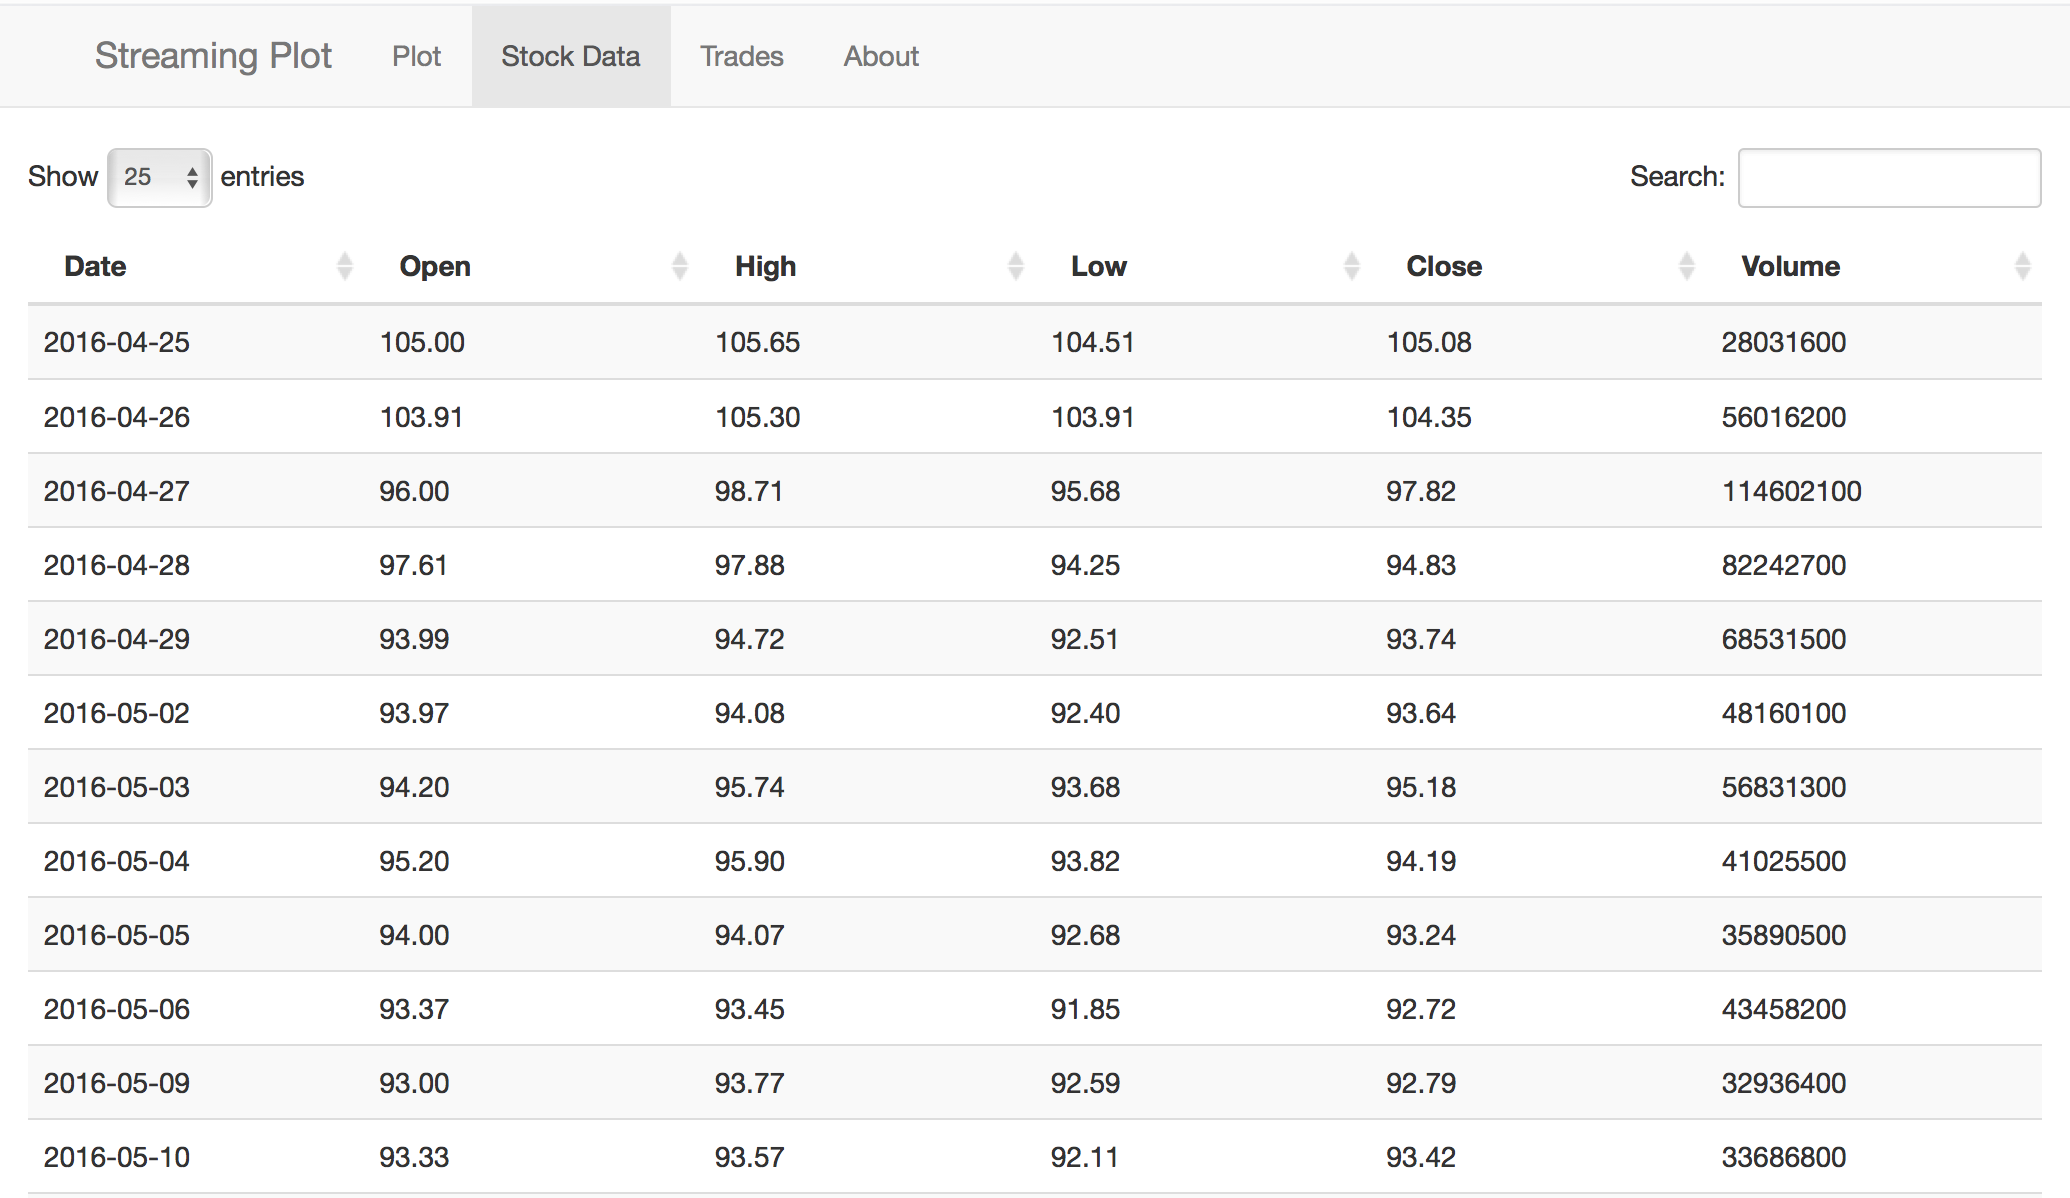 Streaming Plot Plot Stock Data Trades About
Show 25 entries Search:
Date Open High Low Close Volume
2016-04-25 105.00 105.65 104.51 105.08 28031600
2016-04-26 103.91 105.30 103.91 104.35 56016200
2016-04-27 96.00 98.71 95.68 97.82 114602100
2016-04-28 97.61 97.88 94.25 94.83 82242700
2016-04-29 93.99 94.72 92.51 93.74 68531500
2016-05-02 93.97 94.08 92.40 93.64 48160100
2016-05-03 94.20 95.74 93.68 95.18 56831300
2016-05-04 95.20 95.90 93.82 94.19 41025500
2016-05-05 94.00 94.07 92.68 93.24 35890500
2016-05-06 93.37 93.45 91.85 92.72 43458200
2016-05-09 93.00 93.77 92.59 92.79 32936400
2016-05-10 93.33 93.57 92.11 93.42 33686800